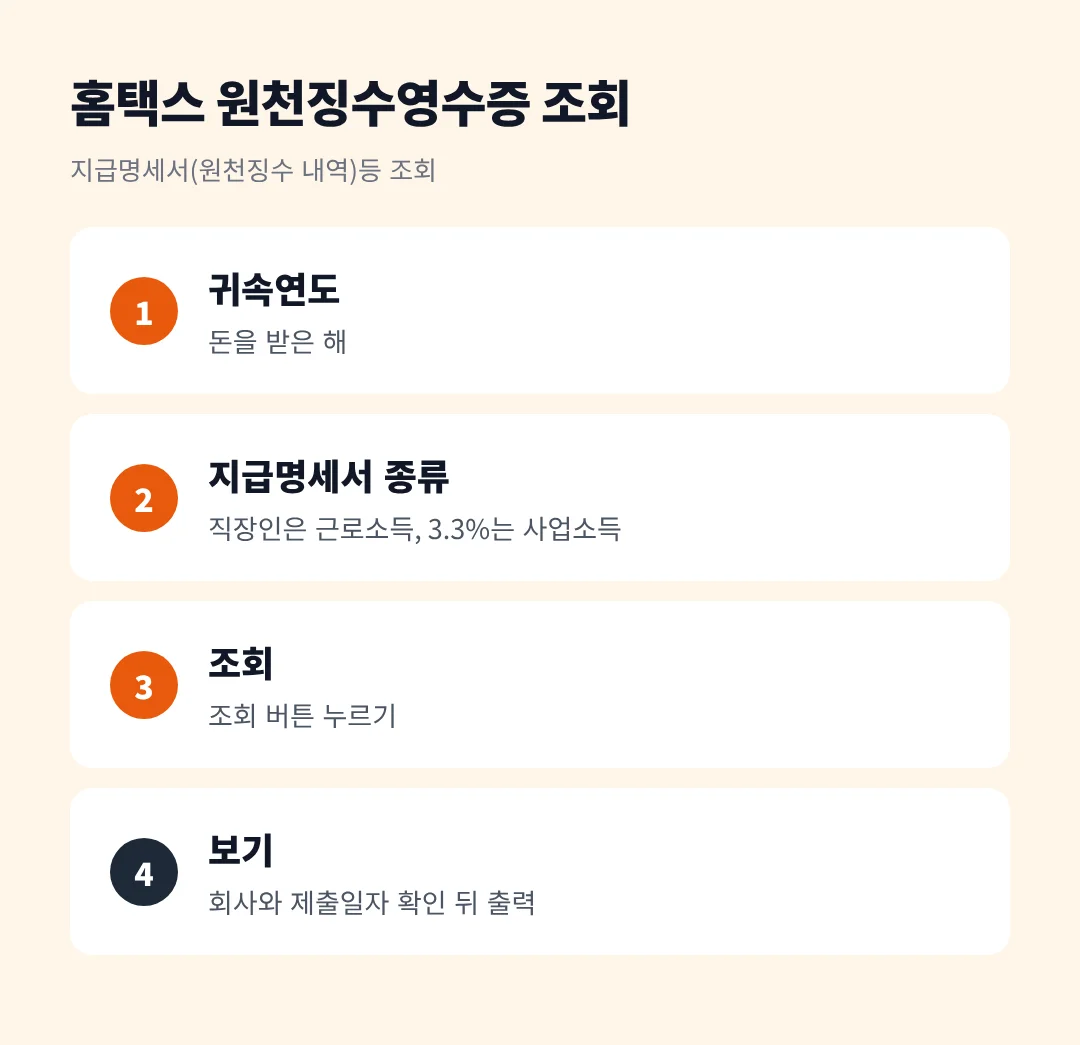 홈택스 원천징수영수증 조회
지급명세서(원천징수 내역)등 조회
1
귀속연도
돈을 받은 해
2
지급명세서 종류
직장인은 근로소득, 3.3%는 사업소득
3
조회
조회 버튼 누르기
4
보기
회사와 제출일자 확인 뒤 출력